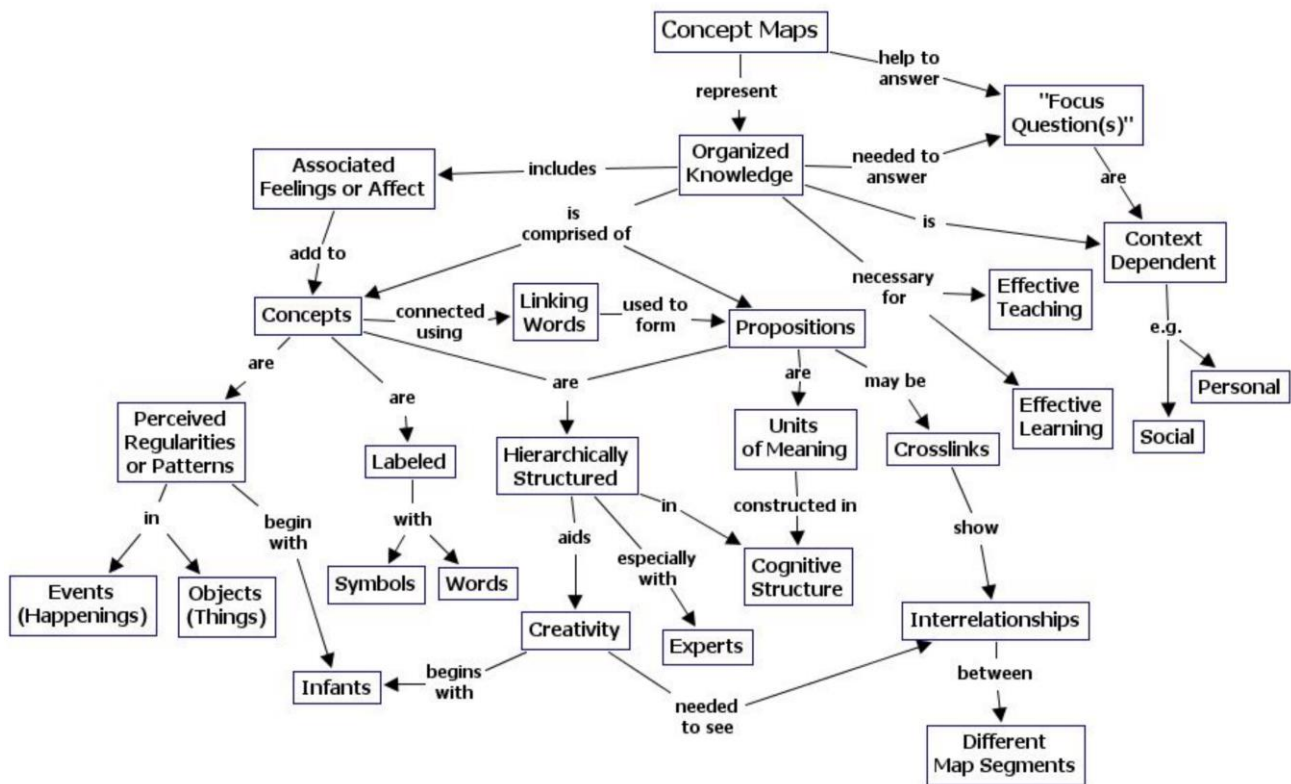 Concept Maps
help to
answer
represent
"Focus
Question(s)"
Organized
Knowledge
Associated
Feelings or Affect
includes
needed to
answer
are
is
comprised of
is
Context
Dependent
add to
necessary
for
Effective
Teaching
Concepts
connected
using
Linking
Words
used to
form
Propositions
e.g.
are
are
are
are
may be
Personal
Perceived
Regularities
or Patterns
Labeled
Hierarchically
Structured
Units
of Meaning
Crosslinks
Effective
Learning
Social
in
begin
with
with
aids
especially
with
in
constructed in
show
Events
(Happenings)
Objects
(Things)
Symbols
Words
Cognitive
Structure
Creativity
Experts
Interrelationships
Infants
begins
with
needed
to see
between
Different
Map Segments